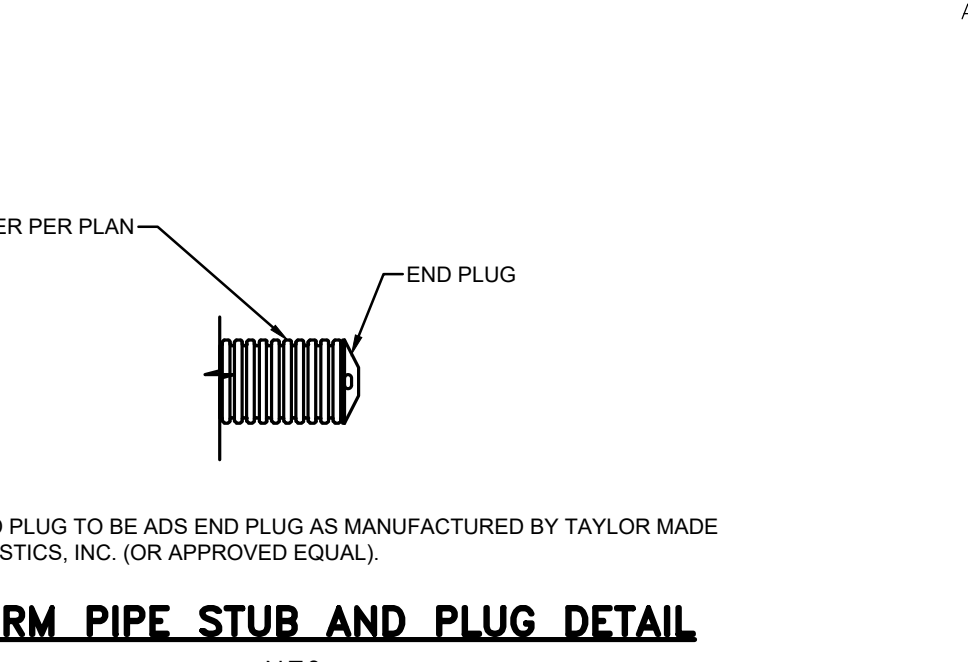 ER PER PLAN
END PLUG
PLUG TO BE ADS END PLUG AS MANUFACTURED BY TAYLOR MADE
STICS, INC. (OR APPROVED EQUAL).
RM PIPE STUB AND PLUG DETAIL